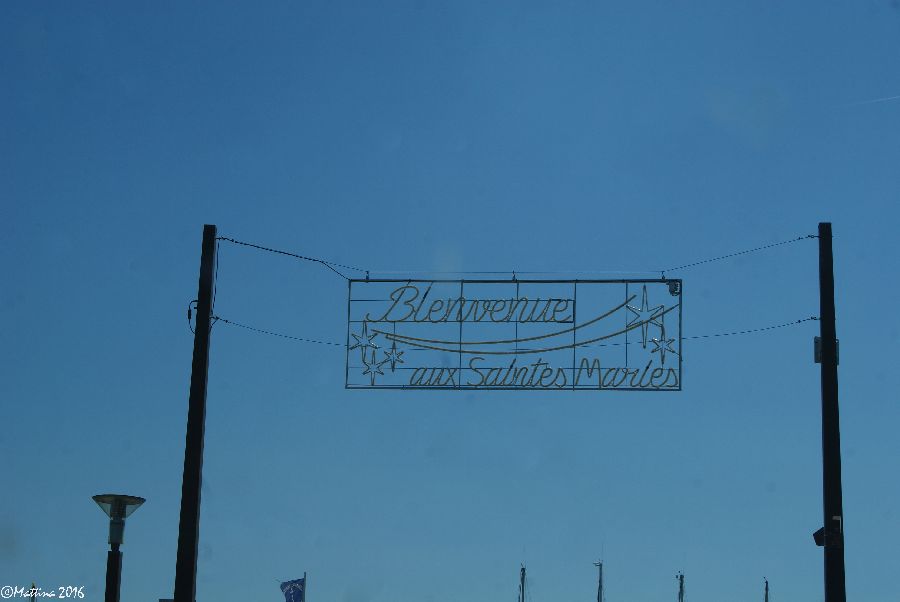 Bienvenue
aux Saintes Maries
©Mattina 2016